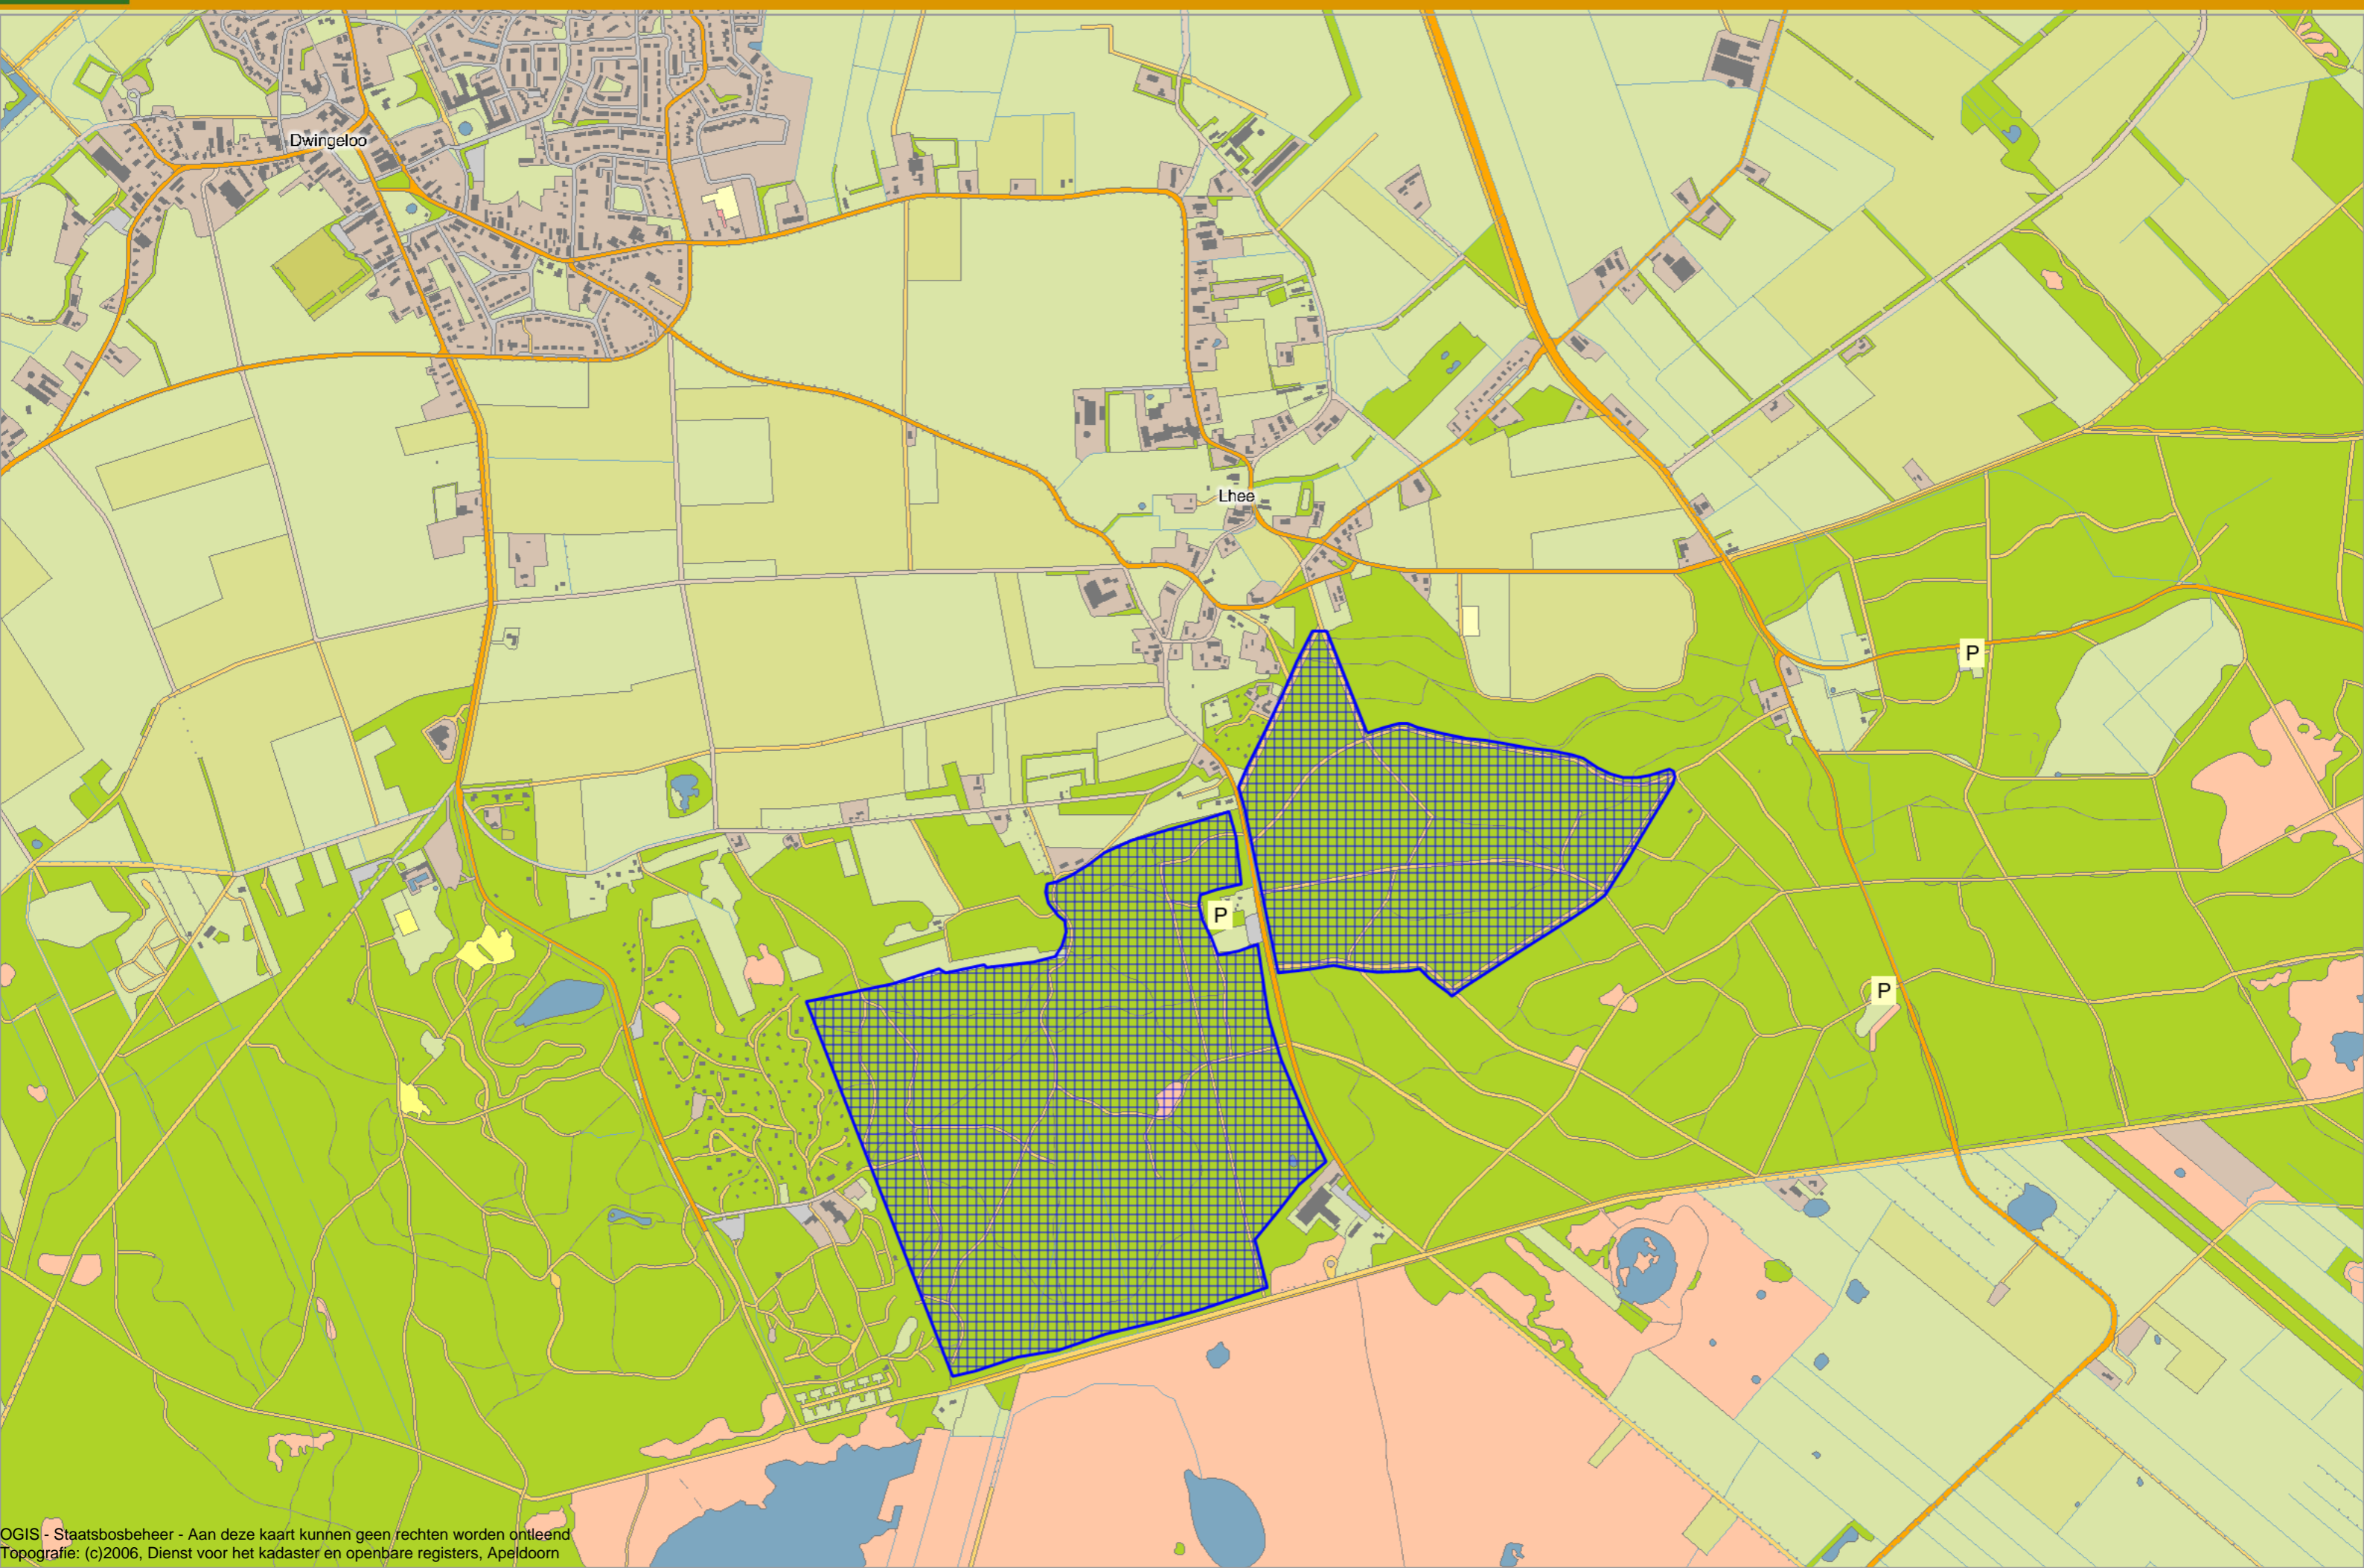 Dwingeloo
Lhee
P
P
P
OGIS - Staatsbosbeheer - Aan deze kaart kunnen geen rechten worden ontleend
Topografie: (c)2006, Dienst voor het kadaster en openbare registers, Apeldoorn